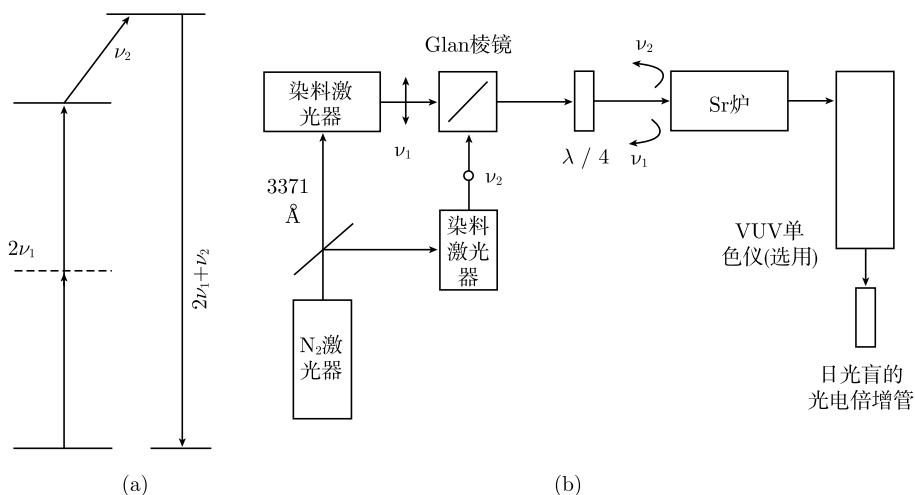 ν₂
2ν₁
2ν₁+ν₂
(a)
Glan棱镜
染料激
光器
ν₁
3371
Å
ν₂
染料
激光
器
N₂激
光器
λ / 4
ν₂
ν₁
Sr炉
VUV单
色仪(选用)
日光盲的
光电倍增管
(b)